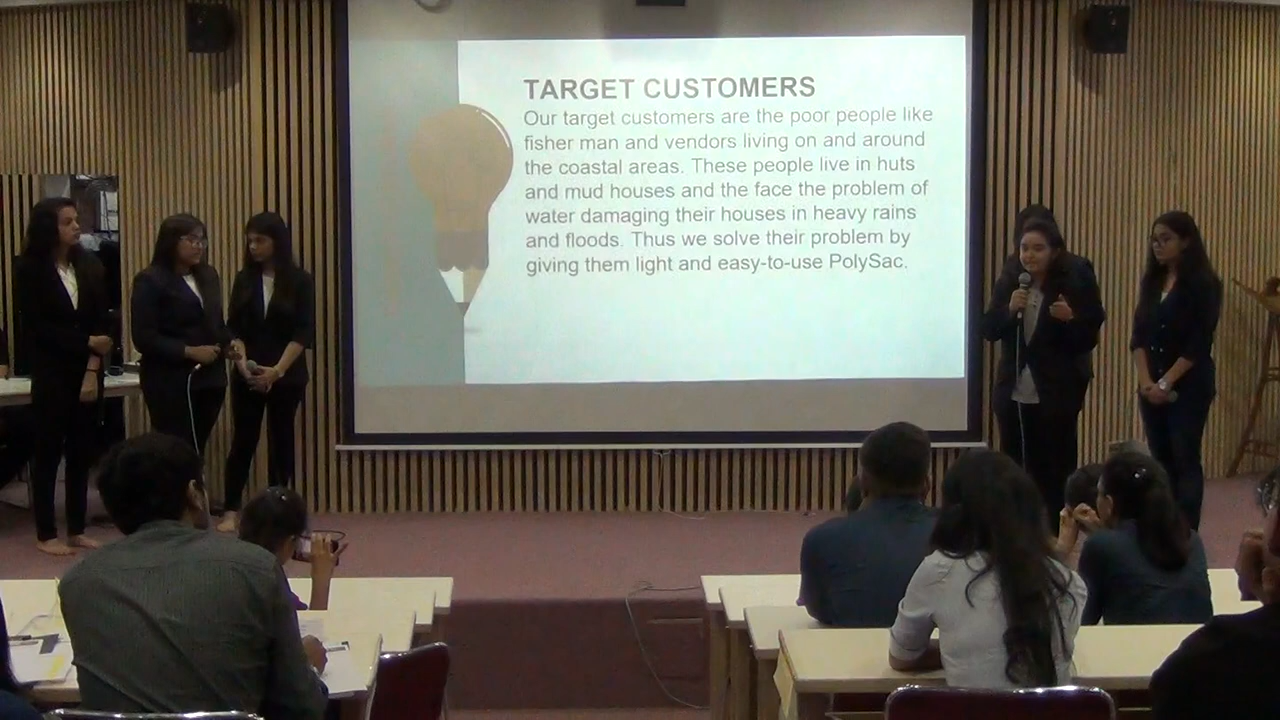 TARGET CUSTOMERS
Our target customers are the poor people like
fisher man and vendors living on and around
the coastal areas. These people live in huts
and mud houses and the face the problem of
water damaging their houses in heavy rains
and floods. Thus we solve their problem by
giving them light and easy-to-use PolySac.